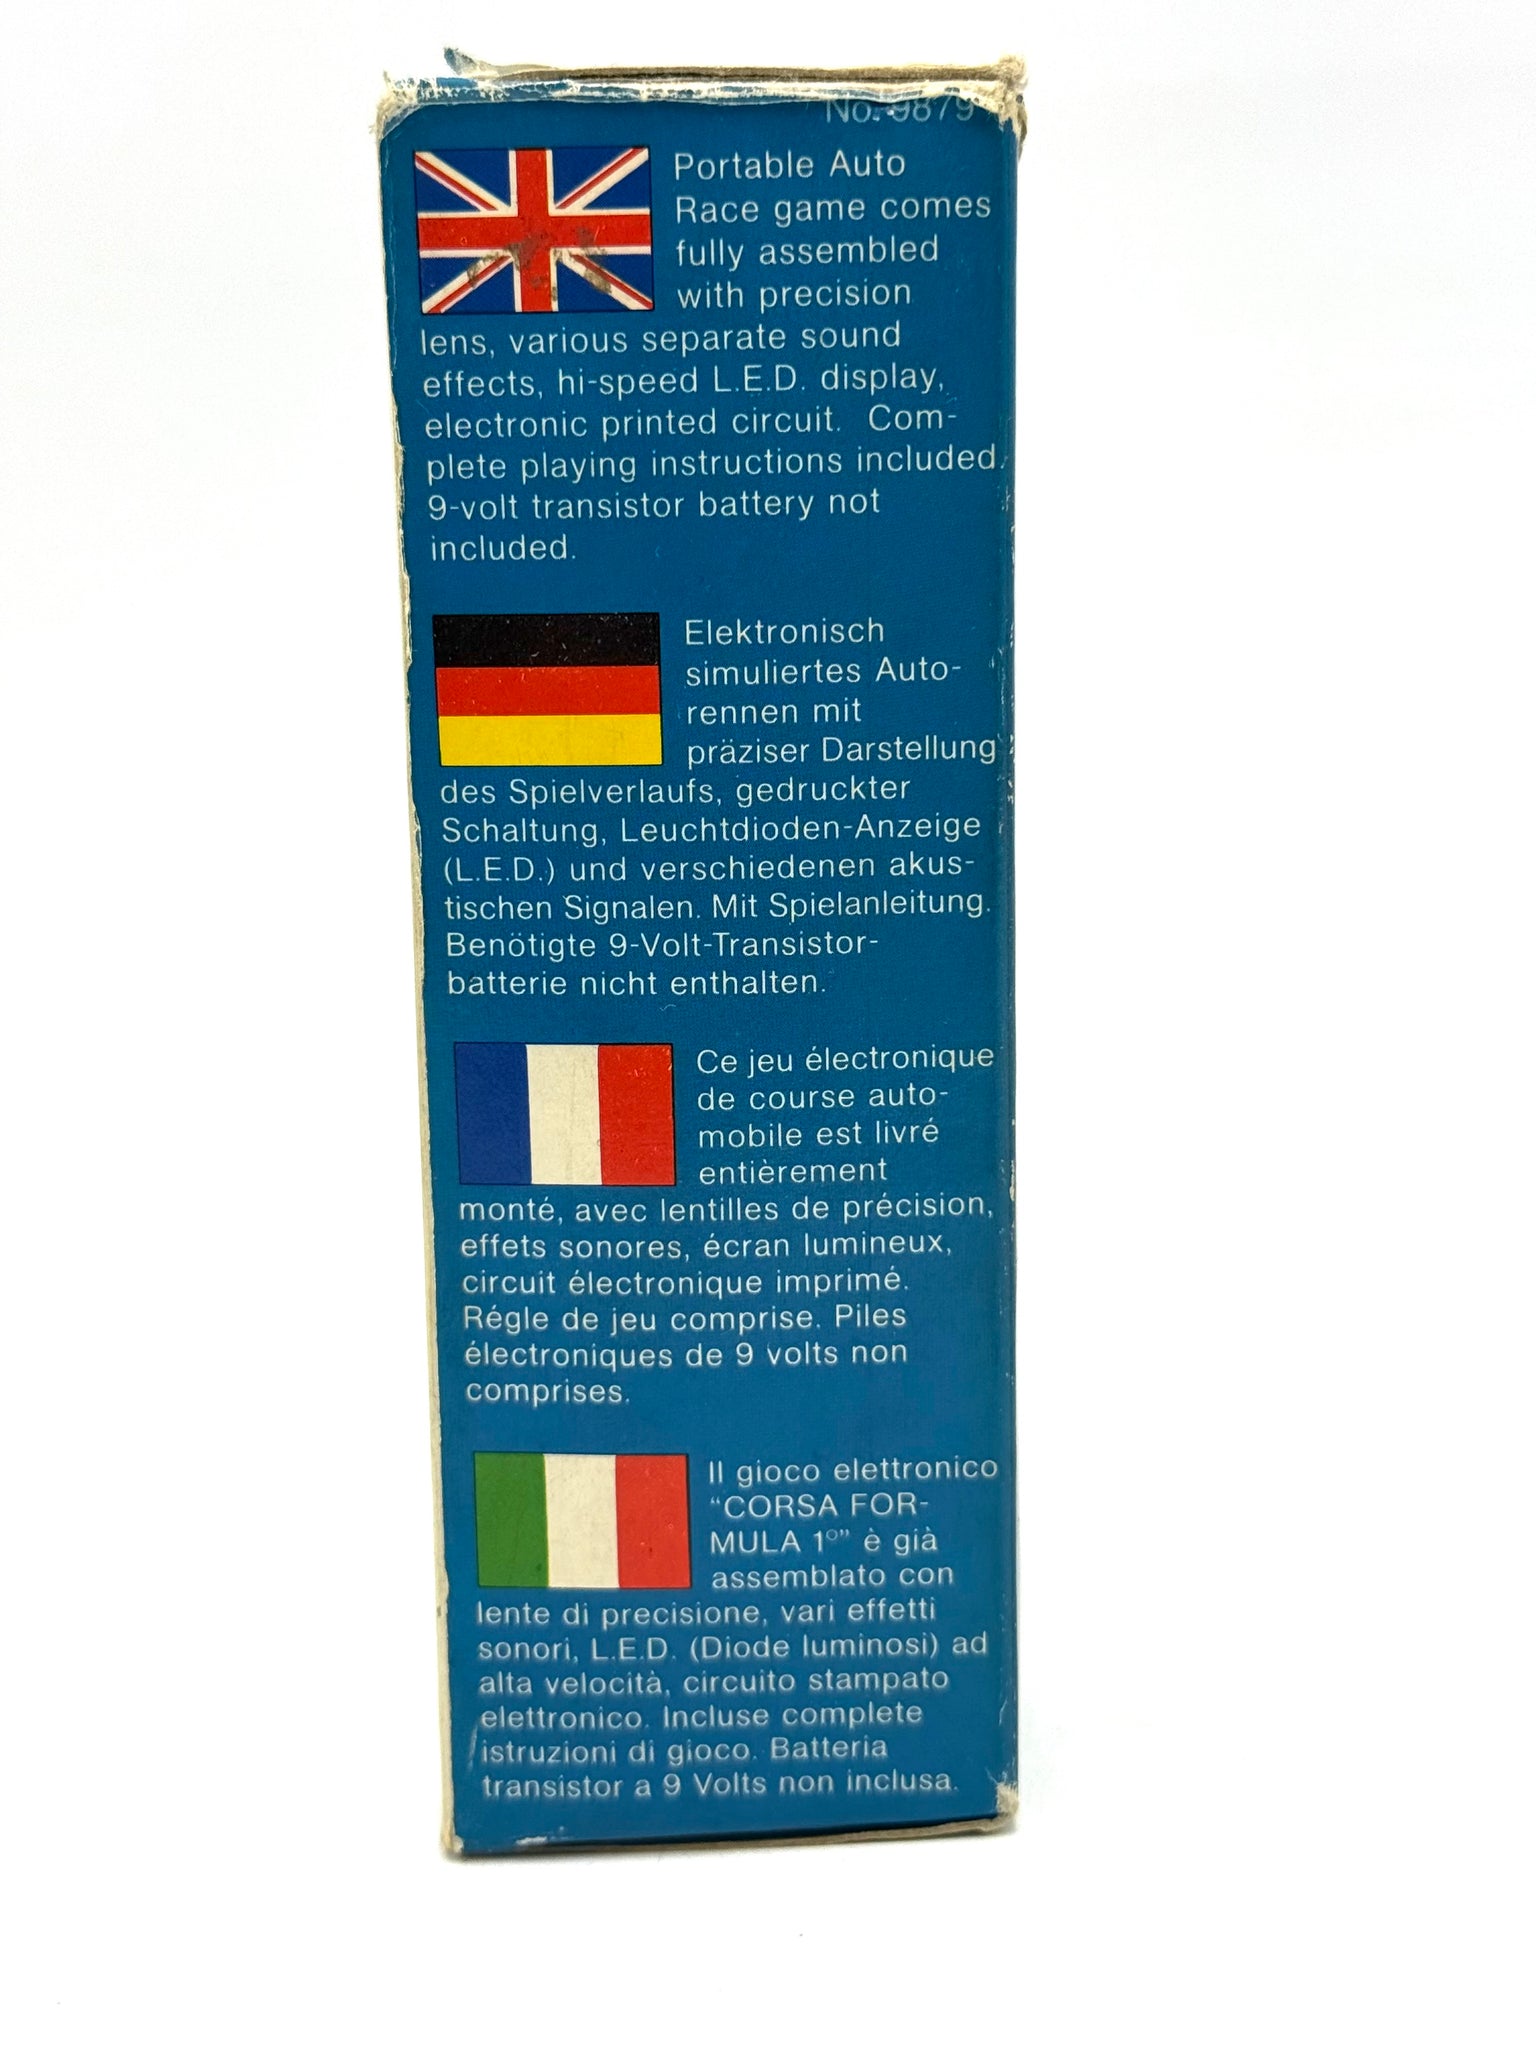 No. 9879
Portable Auto
Race game comes
fully assembled
with precision
lens, various separate sound
effects, hi-speed L.E.D. display,
electronic printed circuit. Com-
plete playing instructions included.
9-volt transistor battery not
included.
Elektronisch
simuliertes Auto-
rennen mit
präziser Darstellung
des Spielverlaufs, gedruckter
Schaltung, Leuchtdioden-Anzeige
(L.E.D.) und verschiedenen akus-
tischen Signalen. Mit Spielanleitung.
Benötigte 9-Volt-Transistor-
batterie nicht enthalten.
Ce jeu électronique
de course auto-
mobile est livré
entièrement
monté, avec lentilles de précision,
effets sonores, écran lumineux,
circuit électronique imprimé.
Régle de jeu comprise. Piles
électroniques de 9 volts non
comprises.
Il gioco elettronico
“CORSA FOR-
MULA 1º” è già
assemblato con
lente di precisione, vari effetti
sonori, L.E.D. (Diode luminosi) ad
alta velocità, circuito stampato
elettronico. Incluse complete
istruzioni di gioco. Batteria
transistor a 9 Volts non inclusa.